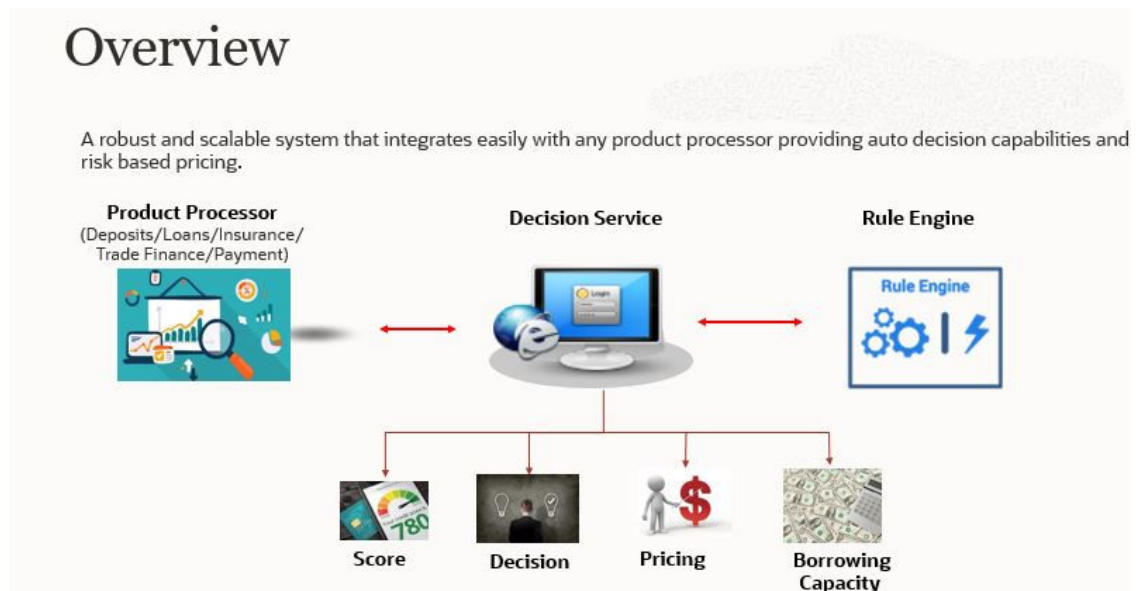 Overview
A robust and scalable system that integrates easily with any product processor providing auto decision capabilities and
risk based pricing.
Product Processor
(Deposits/Loans/Insurance/
Trade Finance/Payment)
Decision Service
Rule Engine
Login
Rule Engine
780
Score
Decision
Pricing
Borrowing
Capacity